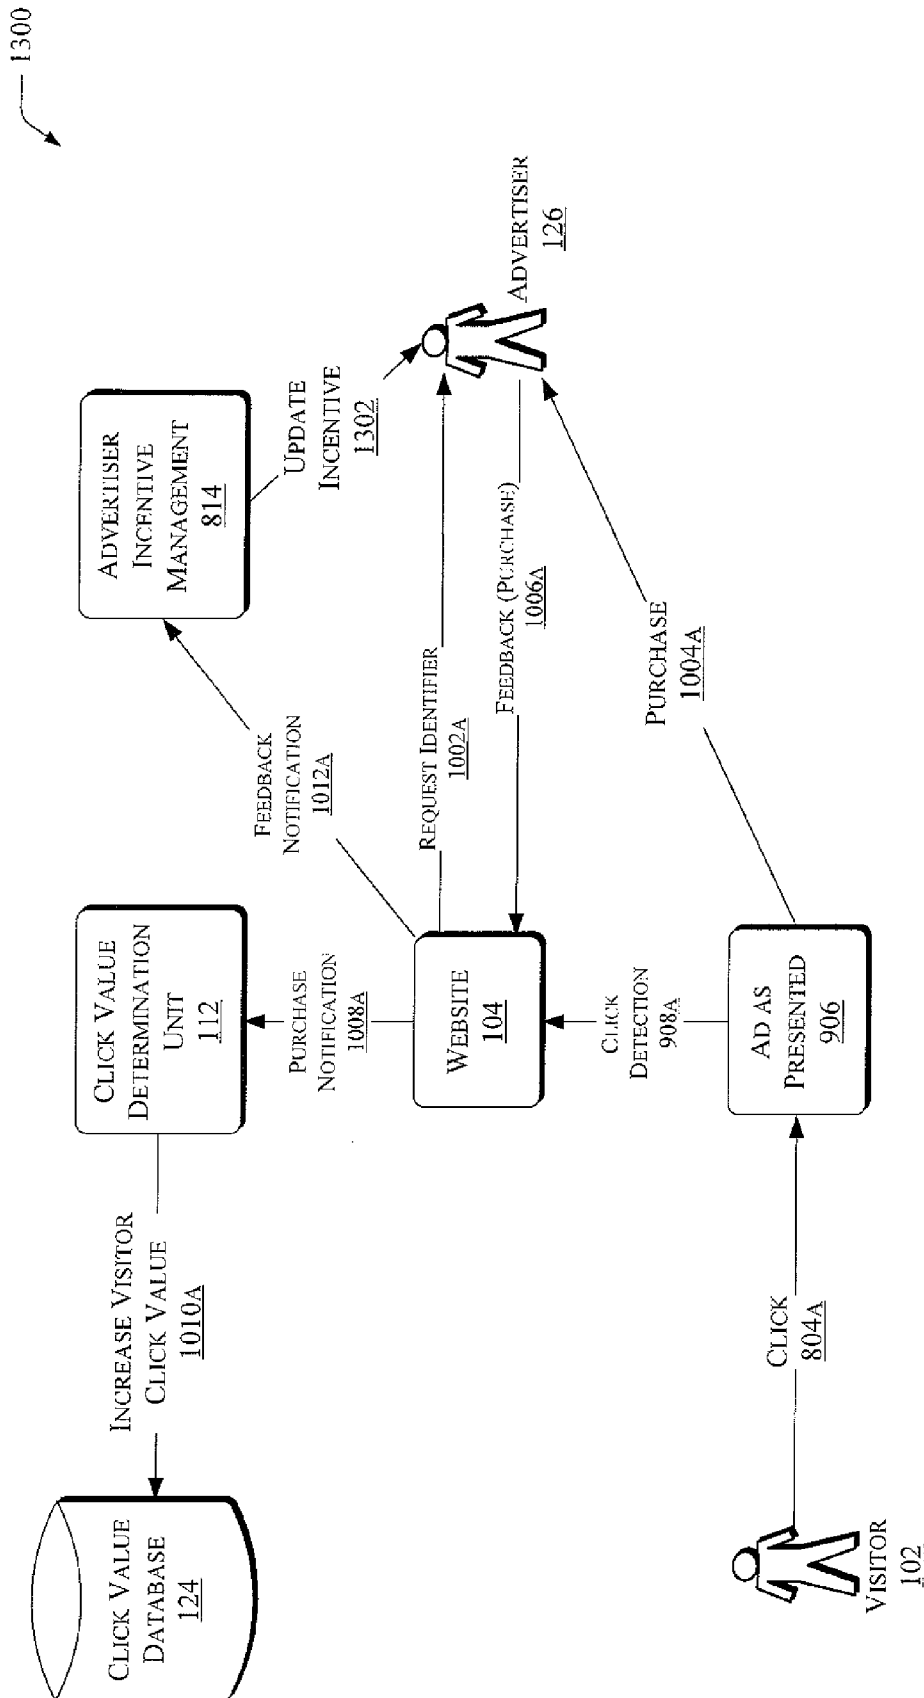 1300
CLICK VALUE
DATABASE
124
INCREASE VISITOR
CLICK VALUE
1010A
CLICK VALUE
DETERMINATION
UNIT
112
ADVERTISER
INCENTIVE
MANAGEMENT
814
PURCHASE
NOTIFICATION
1008A
FEEDBACK
NOTIFICATION
1012A
UPDATE
INCENTIVE
1302
WEBSITE
104
REQUEST IDENTIFIER
1002A
FEEDBACK (PURCHASE)
1006A
ADVERTISER
126
CLICK
DETECTION
908A
PURCHASE
1004A
VISITOR
102
CLICK
804A
AD AS
PRESENTED
906